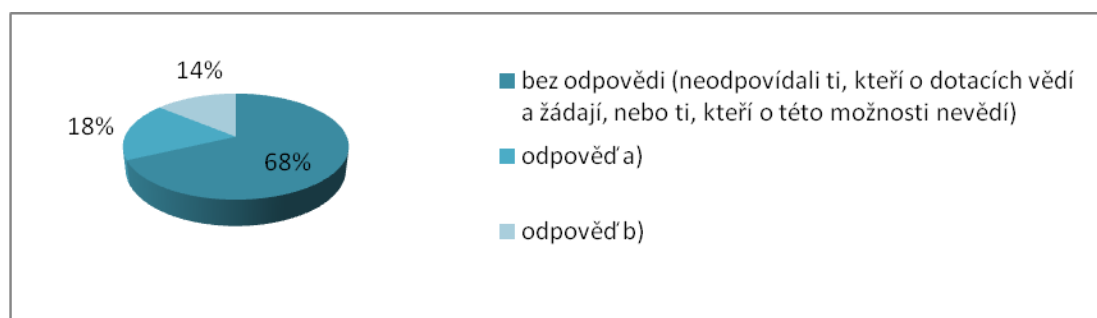 14%
18%
68%
bez odpovědi (neodpovídali ti, kteří o dotacích vědí
a žádají, nebo ti, kteří o této možnosti nevědí)
odpověď a)
odpověď b)